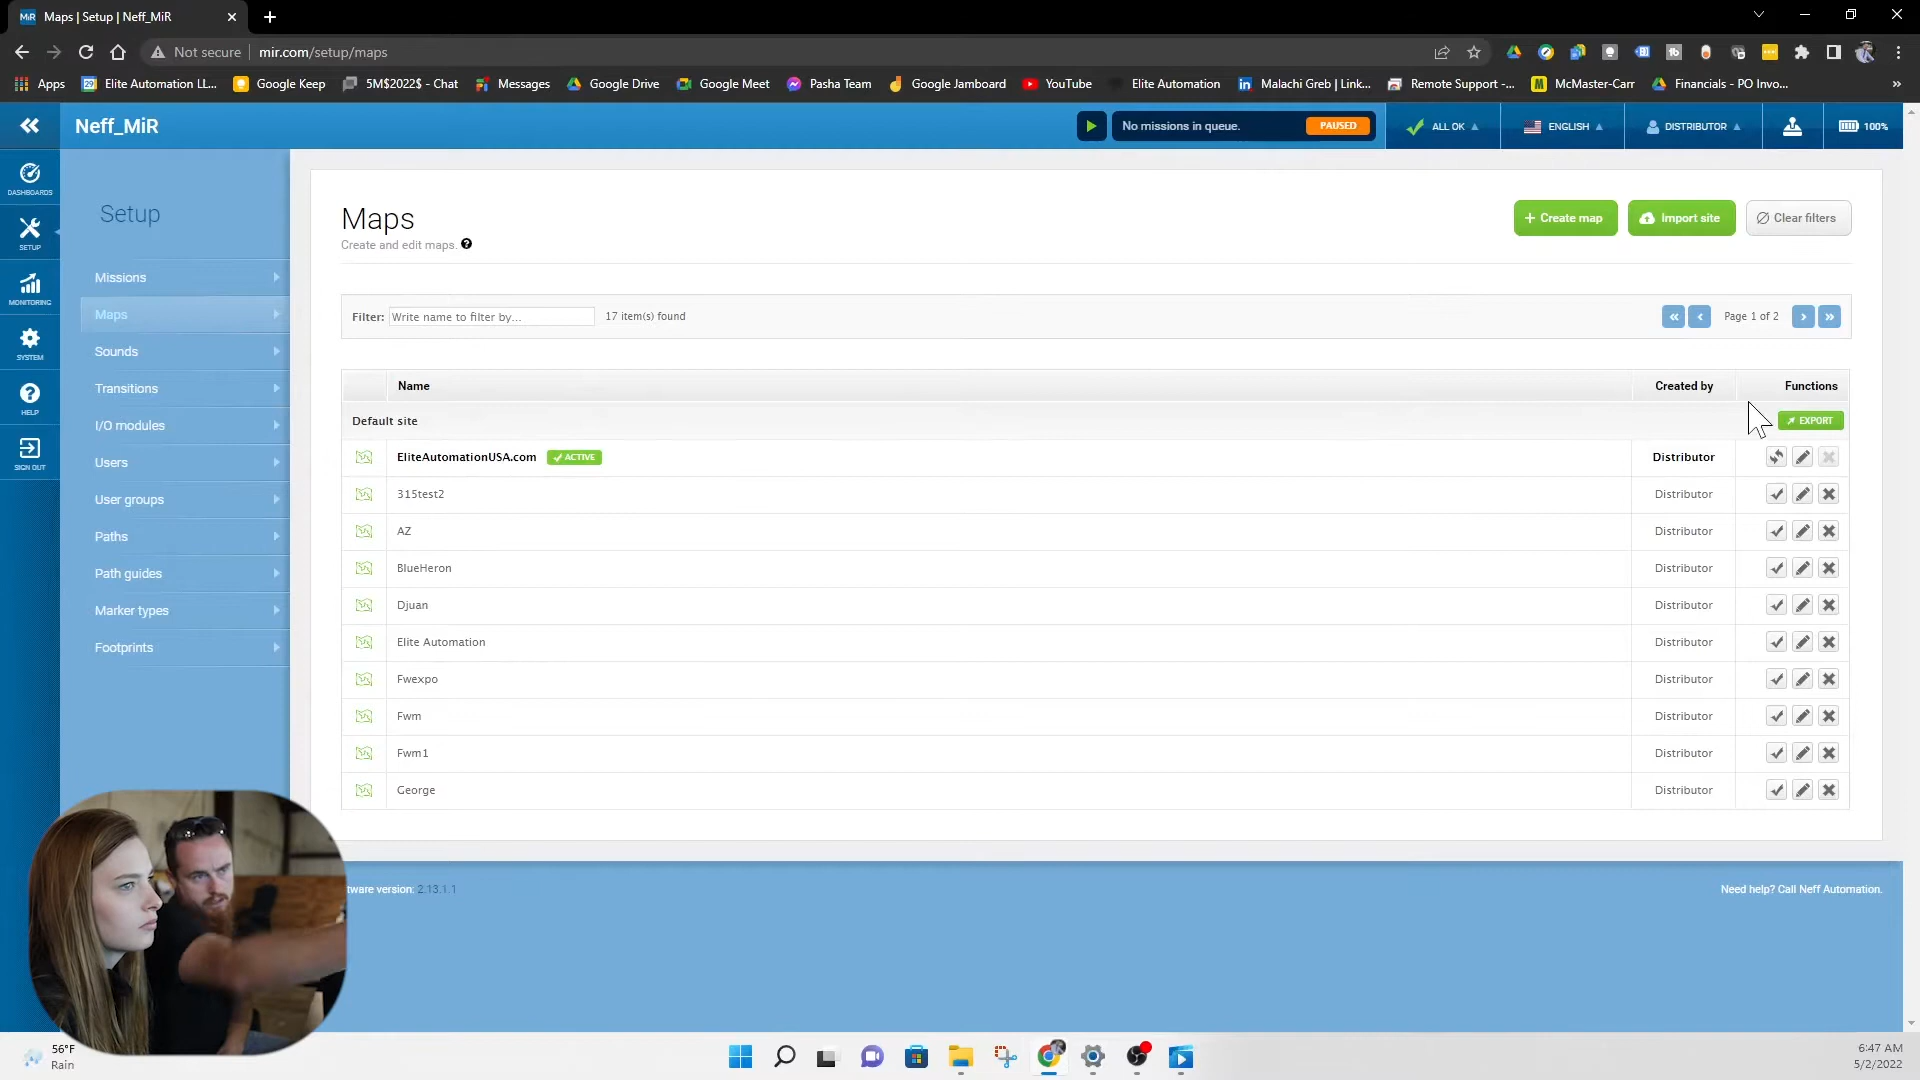 MiR Maps | Setup | Neff_MiR
Not secure mir.com/setup/maps
Apps 29 Elite Automation LL... Google Keep 5M$2022$ - Chat Messages Google Drive Google Meet Pasha Team Google Jamboard YouTube Elite Automation Malachi Greb | Link... Remote Support -... McMaster-Carr Financials - PO Invo... »
Neff_MiR
No missions in queue. PAUSED ALL OK ENGLISH DISTRIBUTOR 100%
DASHBOARDS
SETUP
MONITORING
SYSTEM
HELP
SIGN OUT
Setup
Missions
Maps
Sounds
Transitions
I/O modules
Users
User groups
Paths
Path guides
Marker types
Footprints
Maps
Create and edit maps.
+ Create map Import site Clear filters
Filter: Write name to filter by... 17 item(s) found
Page 1 of 2
Name Created by Functions
Default site EXPORT
EliteAutomationUSA.com ACTIVE Distributor
315test2 Distributor
AZ Distributor
BlueHeron Distributor
Djuan Distributor
Elite Automation Distributor
Fwexpo Distributor
Fwm Distributor
Fwm1 Distributor
George Distributor
tware version: 2.13.1.1
Need help? Call Neff Automation.
56°F
Rain
6:47 AM
5/2/2022